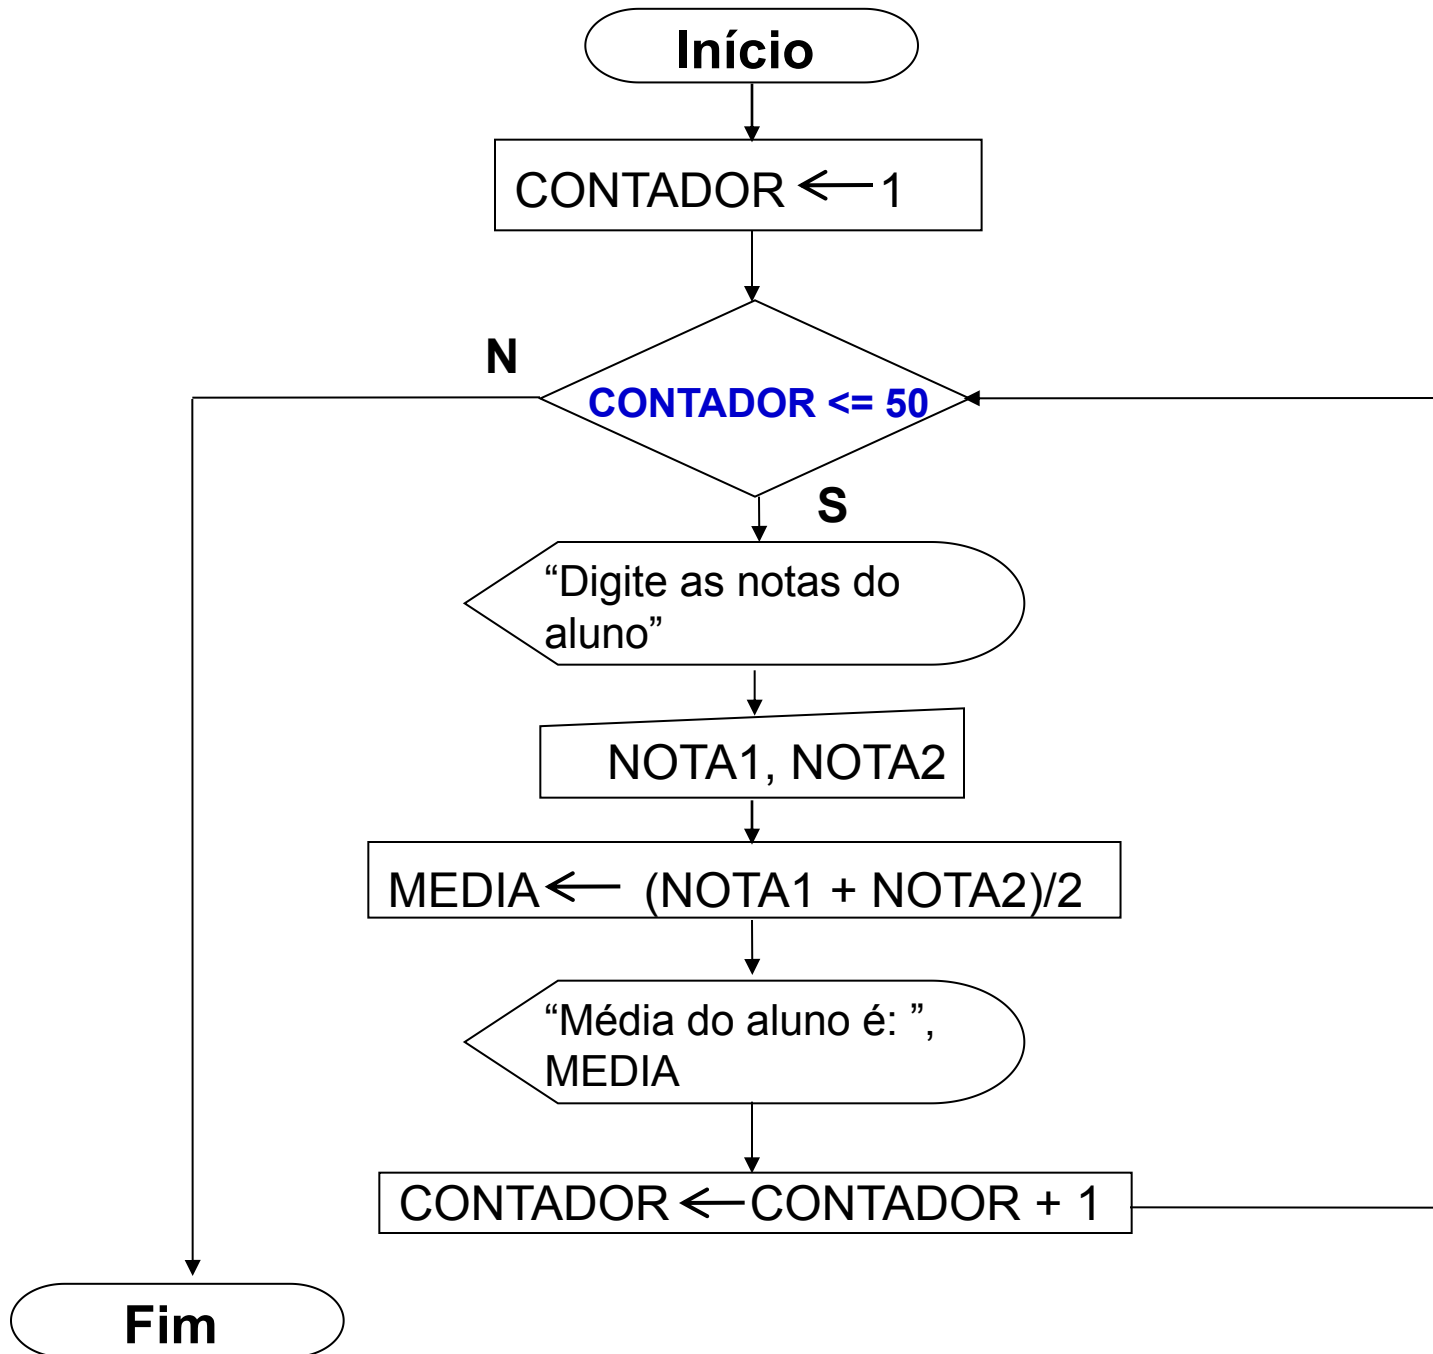 Início
CONTADOR ← 1
N
CONTADOR <= 50
S
“Digite as notas do
aluno”
NOTA1, NOTA2
MEDIA ← (NOTA1 + NOTA2)/2
“Média do aluno é: ”,
MEDIA
CONTADOR ← CONTADOR + 1
Fim